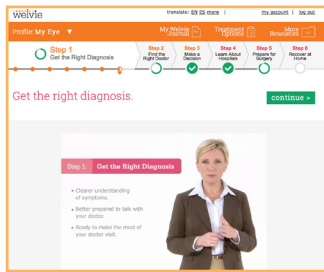 welvie
translate: EN ES more | my account | log out
Profile: My Eye ▼
My Welvie Journal
Treatment Options
More Resources
Step 1
Get the Right Diagnosis
Step 2
Find the
Right Doctor
Step 3
Make a
Decision
Step 4
Learn About
Hospitals
Step 5
Prepare for
Surgery
Step 6
Recover at
Home
Get the right diagnosis.
continue >
Step 1: Get the Right Diagnosis
• Clearer understanding
of symptoms.
• Better prepared to talk with
your doctor.
• Ready to make the most of
your doctor visit.